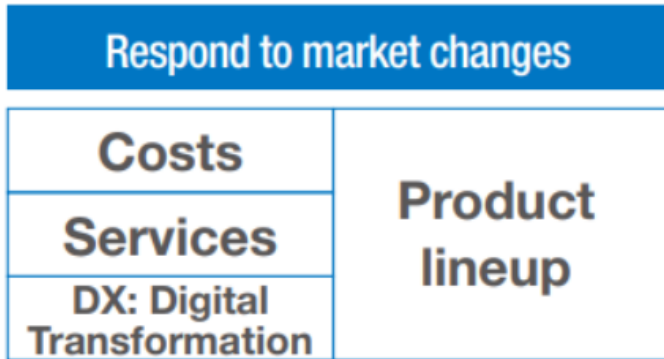 Respond to market changes
Costs
Services
DX: Digital
Transformation
Product
lineup